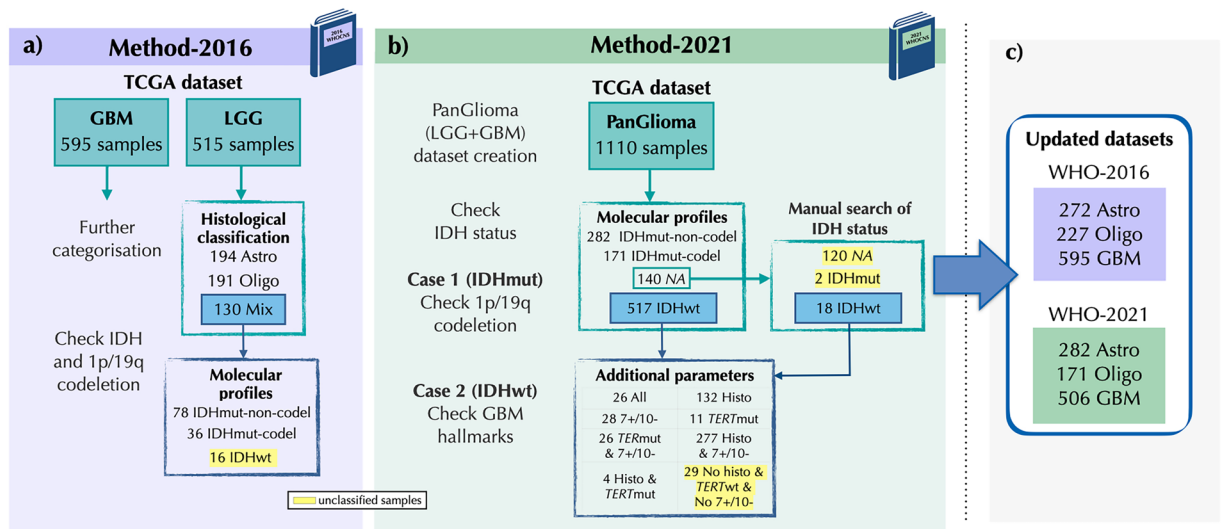 a)
Method-2016
2016
WHOCNS
TCGA dataset
GBM
595 samples
LGG
515 samples
Further
categorisation
Histological
classification
194 Astro
191 Oligo
130 Mix
Check IDH
and 1p/19q
codeletion
Molecular
profiles
78 IDHmut-non-codel
36 IDHmut-codel
16 IDHwt
unclassified samples
b)
Method-2021
2021
WHOCNS
TCGA dataset
PanGlioma
(LGG+GBM)
dataset creation
PanGlioma
1110 samples
Check
IDH status
Molecular profiles
282 IDHmut-non-codel
171 IDHmut-codel
140 NA
517 IDHwt
Manual search of
IDH status
120 NA
2 IDHmut
18 IDHwt
Case 1 (IDHmut)
Check 1p/19q
codeletion
Case 2 (IDHwt)
Check GBM
hallmarks
Additional parameters
26 All
132 Histo
28 7+/10-
11 TERTmut
26 TERmut
& 7+/10-
277 Histo
& 7+/10-
4 Histo &
TERTmut
29 No histo &
TERTwt &
No 7+/10-
c)
Updated datasets
WHO-2016
272 Astro
227 Oligo
595 GBM
WHO-2021
282 Astro
171 Oligo
506 GBM